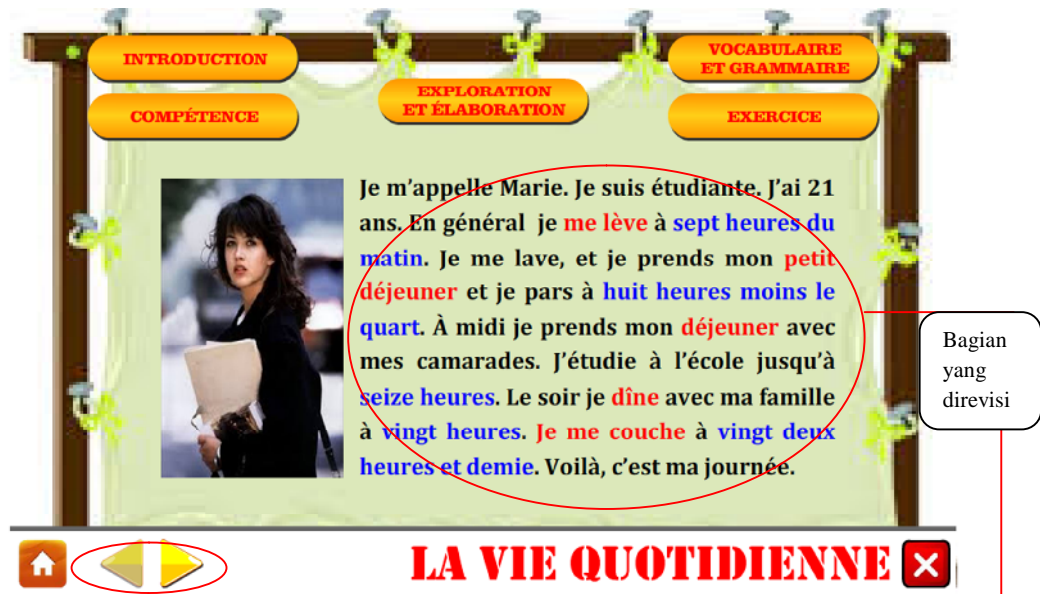 INTRODUCTION
VOCABULAIRE
ET GRAMMAIRE
EXPLORATION
ET ÉLABORATION
COMPÉTENCE
EXERCICE
Je m’appelle Marie. Je suis étudiante. J’ai 21
ans. En général je me lève à sept heures du
matin. Je me lave, et je prends mon petit
déjeuner et je pars à huit heures moins le
quart. À midi je prends mon déjeuner avec
mes camarades. J’étudie à l’école jusqu’à
seize heures. Le soir je dîne avec ma famille
à vingt heures. Je me couche à vingt deux
heures et demie. Voilà, c’est ma journée.
Bagian
yang
direvisi
LA VIE QUOTIDIENNE